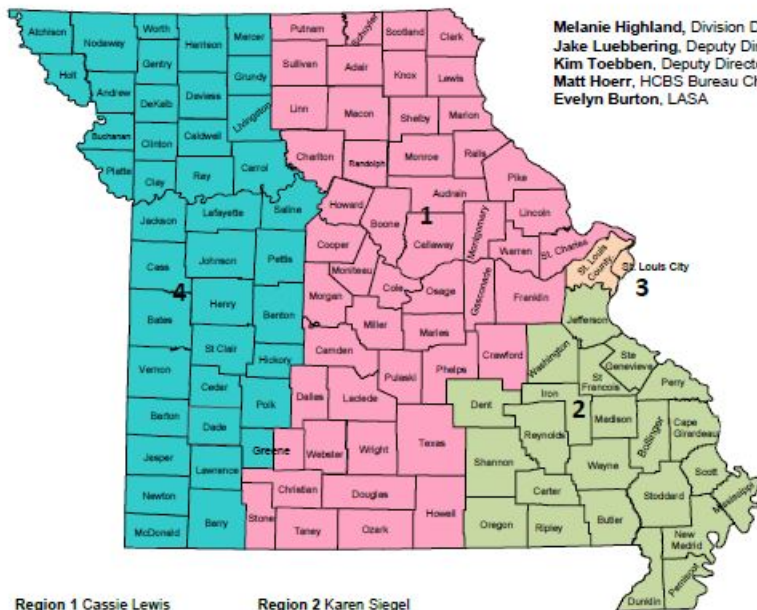 Melanie Highland, Division D
Jake Luebbering, Deputy Di
Kim Toebben, Deputy Direct
Matt Hoerr, HCBS Bureau Ch
Evelyn Burton, LASA
Atchison
Nodaway
Worth
Harrison
Mercer
Putnam
Schuyler
Scotland
Clark
Holt
Gentry
Grundy
Sullivan
Adair
Knox
Lewis
Andrew
DeKalb
Daviess
Livingston
Linn
Macon
Shelby
Marion
Buchanan
Clinton
Caldwell
Platte
Clay
Ray
Carrol
Chariton
Randolph
Monroe
Ralls
Pike
Audrain
Jackson
Lafayette
Saline
Howard
Boone
1
Callaway
Montgomery
Lincoln
Warren
St. Charles
St. Louis County
St. Louis City
3
Cass
Johnson
Pettis
Cooper
Moniteau
Cole
Osage
Gasconade
Franklin
Jefferson
4
Bates
Henry
Benton
Morgan
Miller
Maries
St Clair
Hickory
Camden
Pulaski
Phelps
Crawford
Washington
Ste Genevieve
St Francois
Perry
Vernon
Cedar
Polk
Dallas
Laclede
Dent
Iron
2
Madison
Bollinger
Cape Girardeau
Barton
Dade
Greene
Webster
Wright
Texas
Reynolds
Wayne
Scott
Jasper
Lawrence
Christian
Douglas
Shannon
Carter
Stoddard
Mississippi
Newton
Stone
Taney
Ozark
Howell
Oregon
Ripley
Butler
New Madrid
McDonald
Barry
Dunklin
Pemiscot
Region 1 Cassie Lewis
Region 2 Karen Siegel